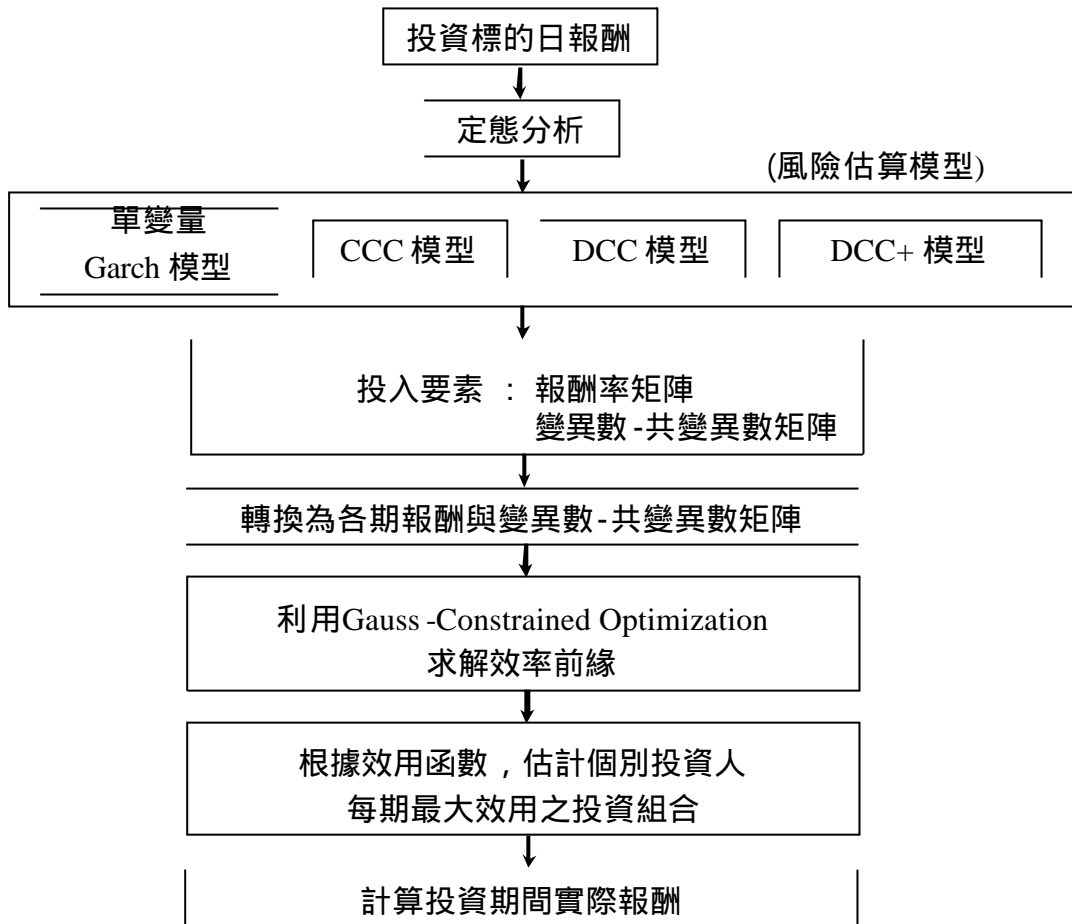 投資標的日報酬
定態分析
(風險估算模型)
單變量
Garch 模型
CCC 模型
DCC 模型
DCC+ 模型
投入要素 ： 報酬率矩陣
變異數-共變異數矩陣
轉換為各期報酬與變異數-共變異數矩陣
利用Gauss-Constrained Optimization
求解效率前緣
根據效用函數，估計個別投資人
每期最大效用之投資組合
計算投資期間實際報酬